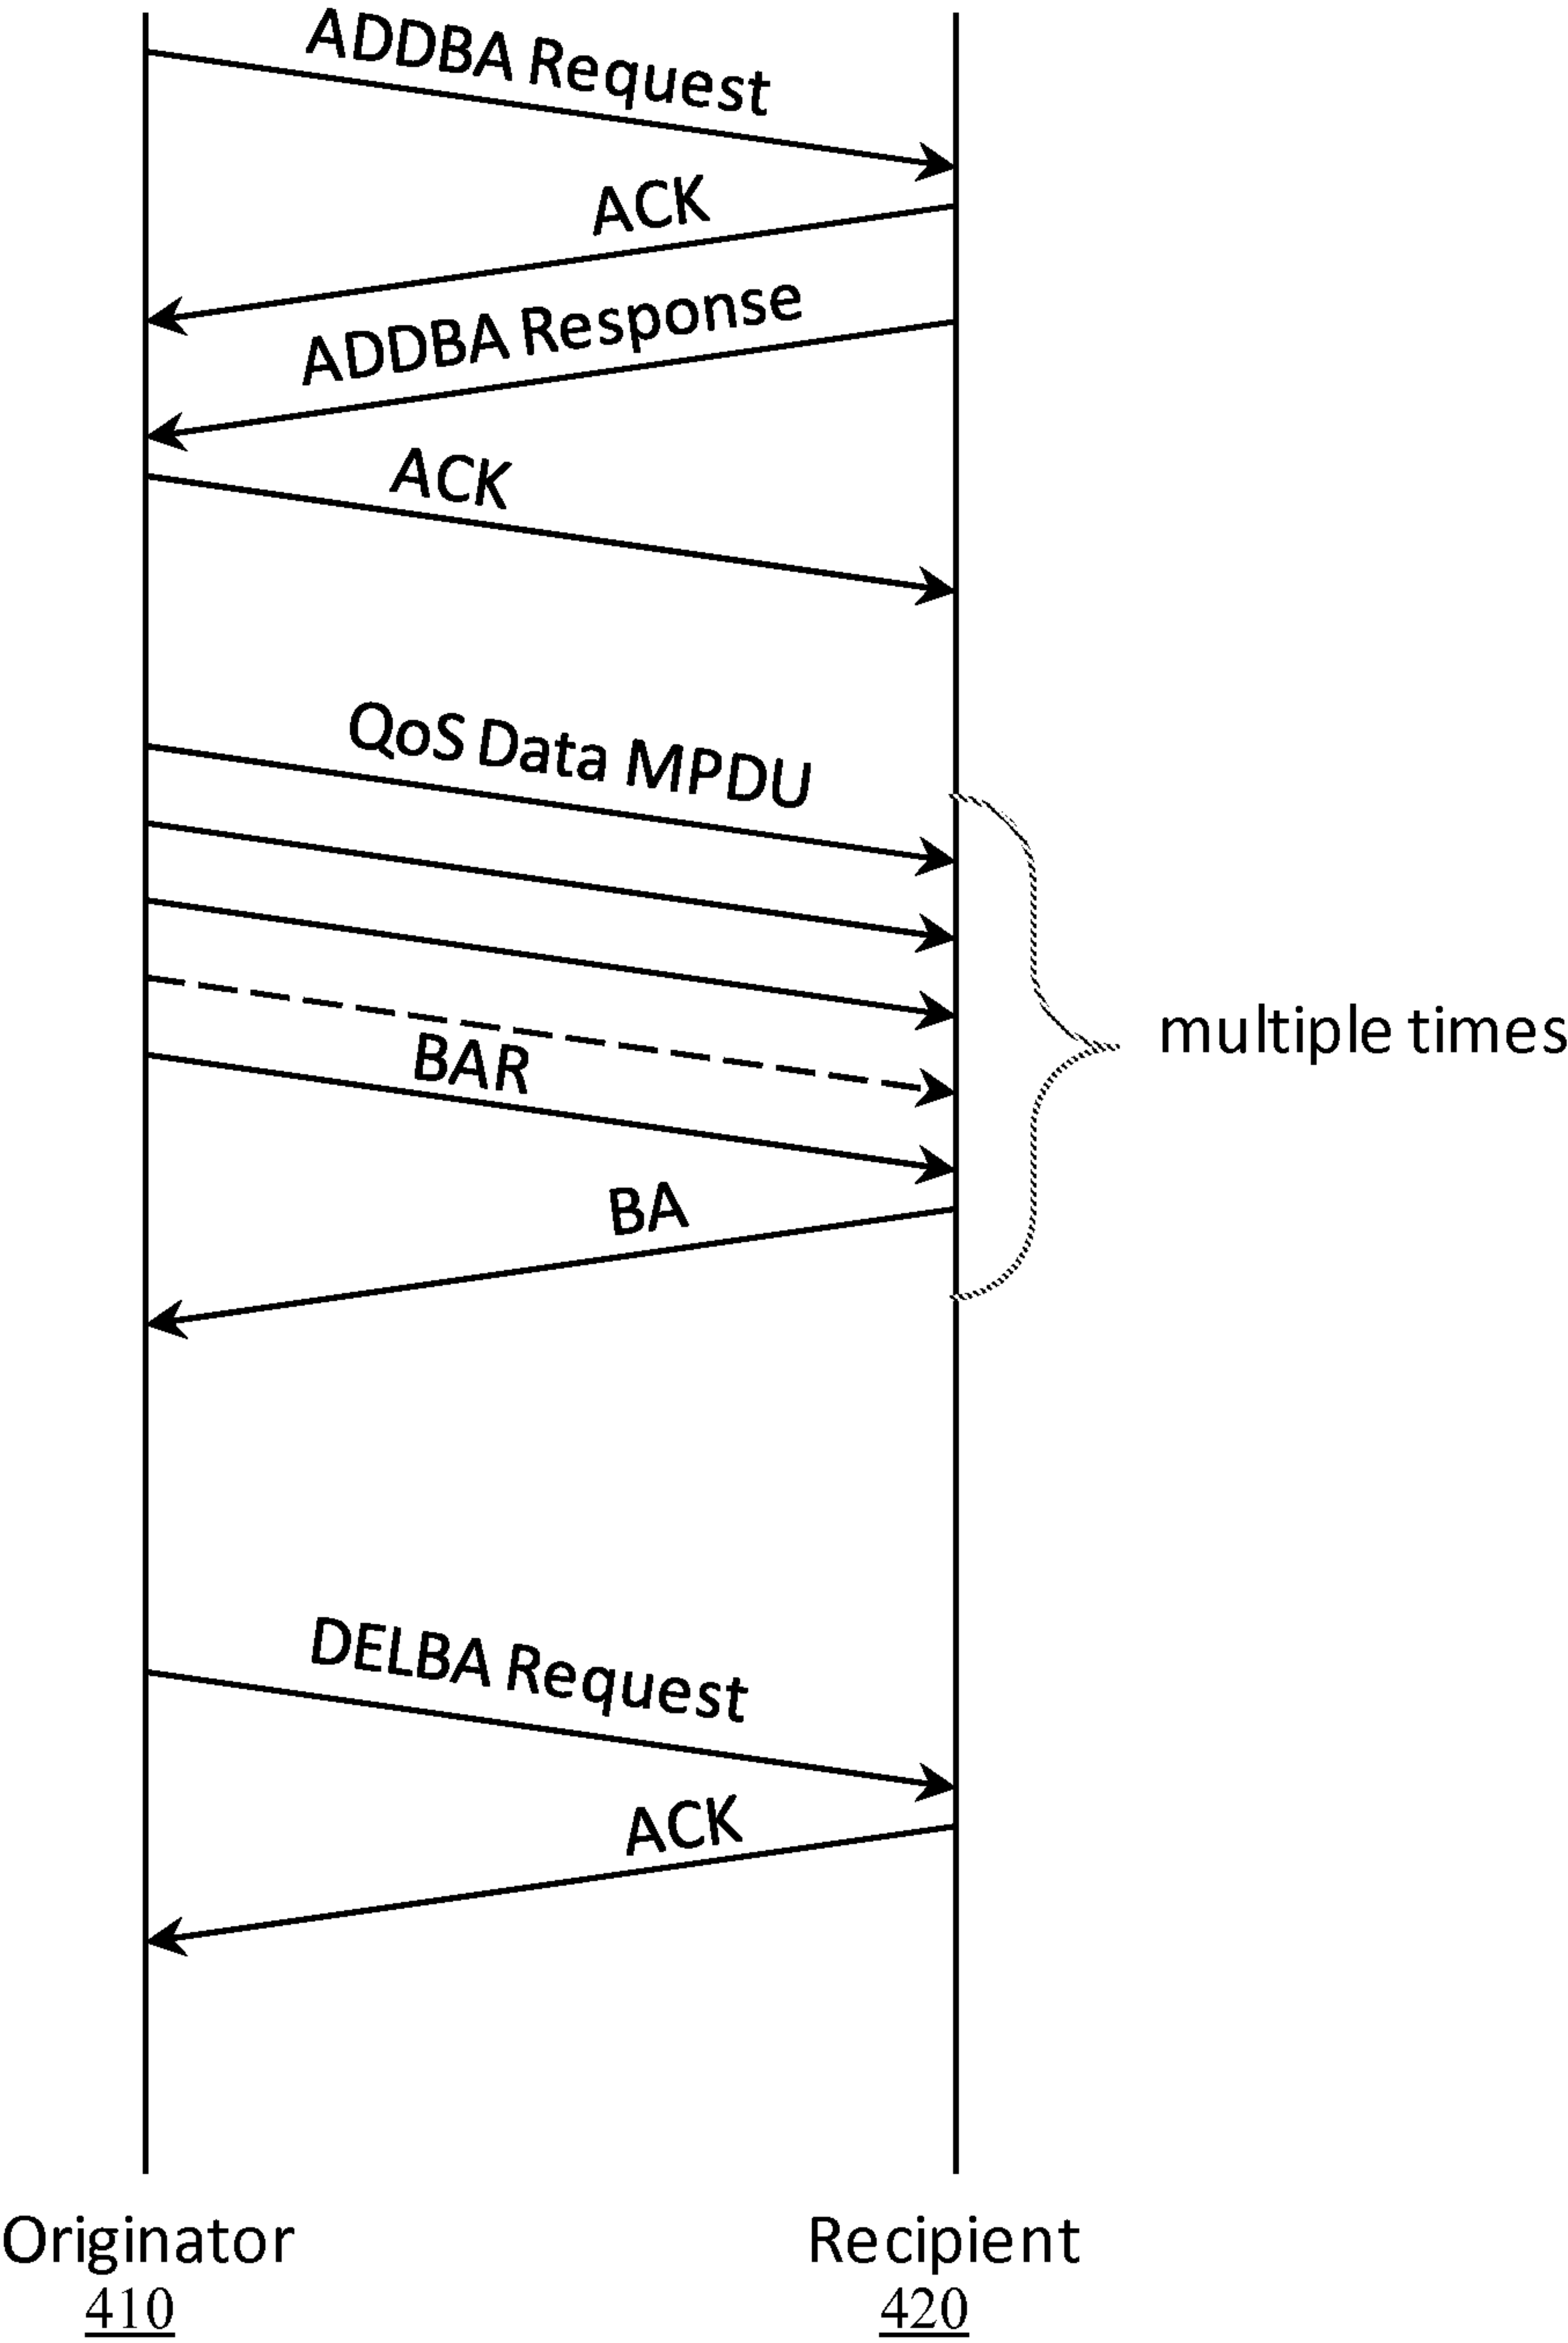 ADDBA Request
ACK
ADDBA Response
ACK
QoS Data MPDU
multiple times
BAR
BA
DELBA Request
ACK
Originator
410
Recipient
420